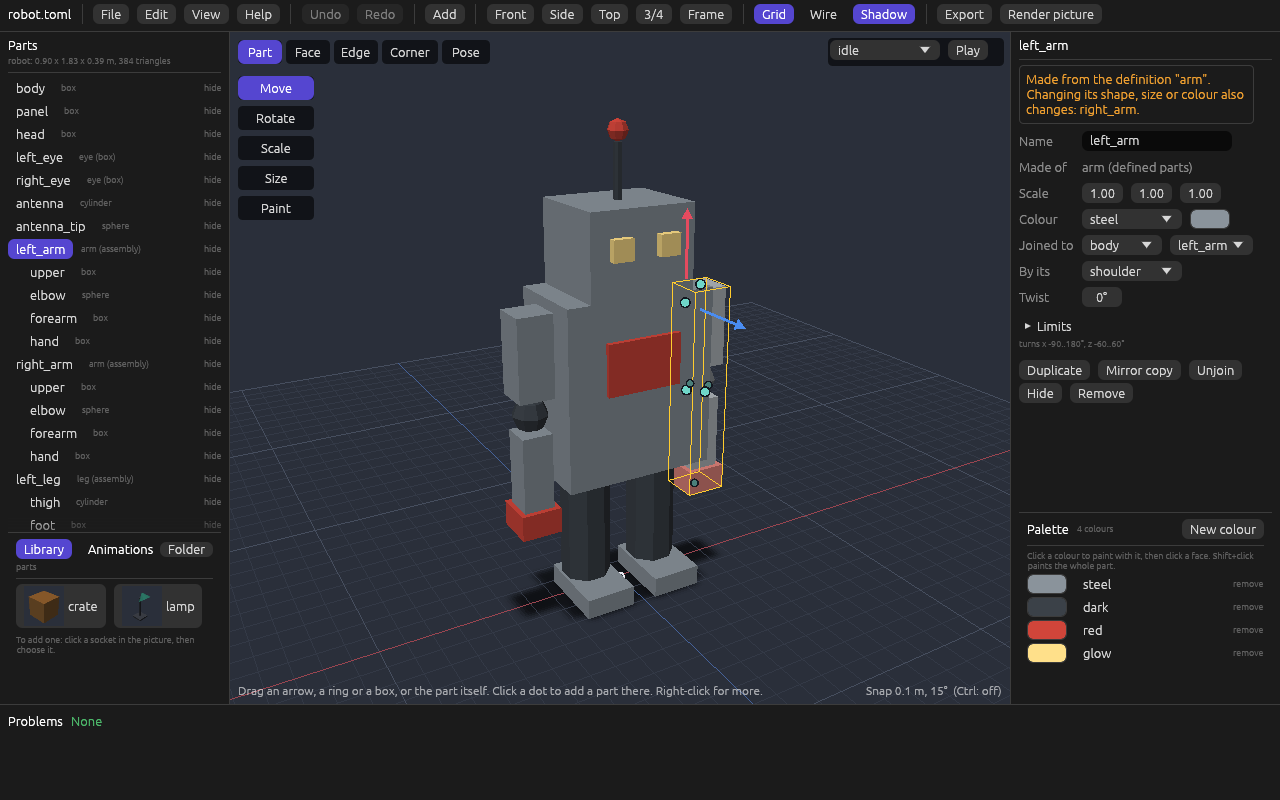 robot.toml File Edit View Help Undo Redo Add Front Side Top 3/4 Frame Grid Wire Shadow Export Render picture
Parts
robot: 0.90 x 1.83 x 0.39 m, 384 triangles
body box hide
panel box hide
head box hide
left_eye eye (box) hide
right_eye eye (box) hide
antenna cylinder hide
antenna_tip sphere hide
left_arm arm (assembly) hide
upper box hide
elbow sphere hide
forearm box hide
hand box hide
right_arm arm (assembly) hide
upper box hide
elbow sphere hide
forearm box hide
hand box hide
left_leg leg (assembly) hide
thigh cylinder hide
foot box hide
Library Animations Folder
parts
crate lamp
To add one: click a socket in the picture, then
choose it.
Part Face Edge Corner Pose
Move
Rotate
Scale
Size
Paint
idle Play
Drag an arrow, a ring or a box, or the part itself. Click a dot to add a part there. Right-click for more.
Snap 0.1 m, 15° (Ctrl: off)
left_arm
Made from the definition "arm".
Changing its shape, size or colour also
changes: right_arm.
Name left_arm
Made of arm (defined parts)
Scale 1.00 1.00 1.00
Colour steel
Joined to body left_arm
By its shoulder
Twist 0°
Limits
turns x -90..180°, z -60..60°
Duplicate Mirror copy Unjoin
Hide Remove
Palette 4 colours New colour
Click a colour to paint with it, then click a face. Shift+click
paints the whole part.
steel remove
dark remove
red remove
glow remove
Problems None